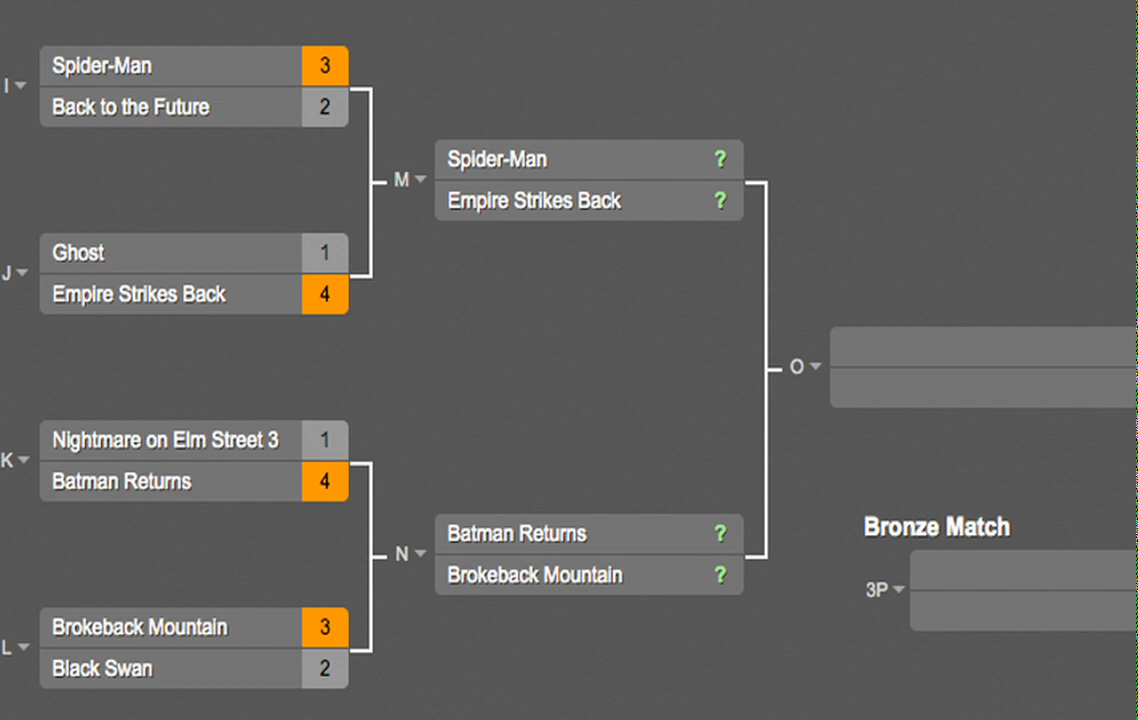 I
Spider-Man 3
Back to the Future 2
J
Ghost 1
Empire Strikes Back 4
K
Nightmare on Elm Street 3 1
Batman Returns 4
L
Brokeback Mountain 3
Black Swan 2
M
Spider-Man ?
Empire Strikes Back ?
N
Batman Returns ?
Brokeback Mountain ?
O
Bronze Match
3P